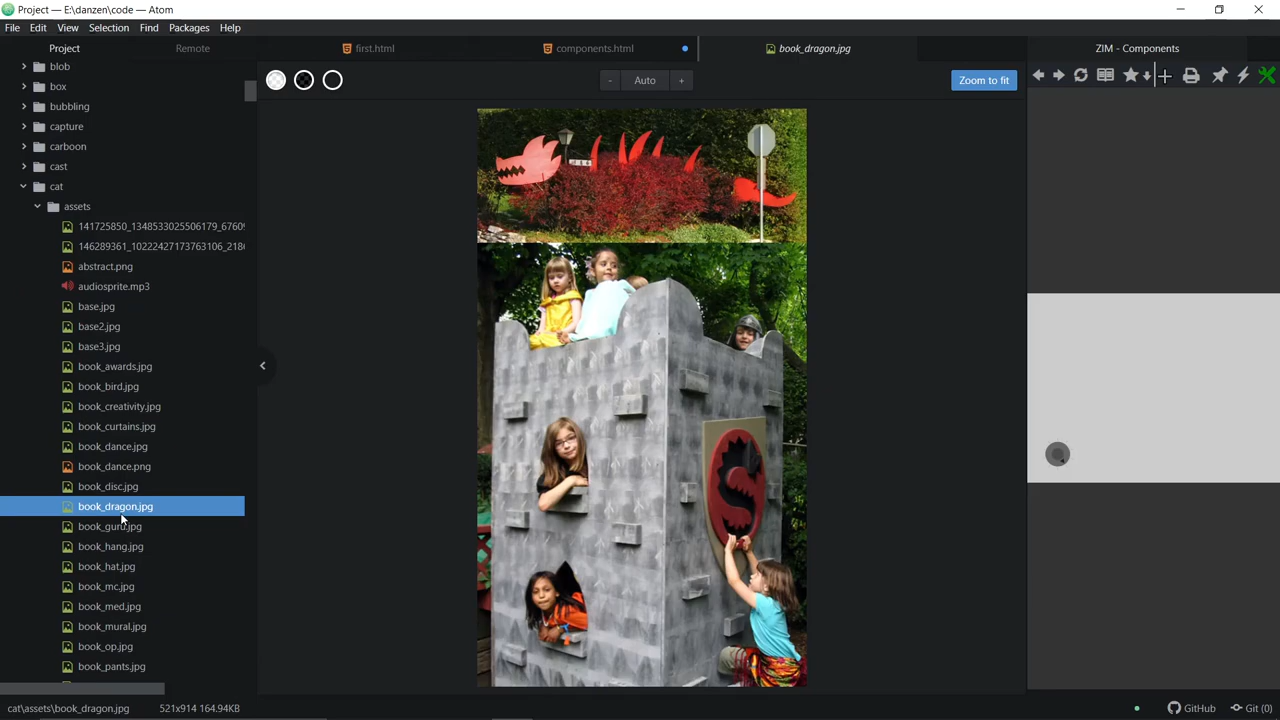 Project — E:\danzen\code — Atom
File Edit View Selection Find Packages Help
Project Remote first.html components.html book_dragon.jpg ZIM - Components
- Auto + Zoom to fit
blob
box
bubbling
capture
carboon
cast
cat
assets
141725850_1348533025506179_6760
146289361_10222427173763106_218
abstract.png
audiosprite.mp3
base.jpg
base2.jpg
base3.jpg
book_awards.jpg
book_bird.jpg
book_creativity.jpg
book_curtains.jpg
book_dance.jpg
book_dance.png
book_disc.jpg
book_dragon.jpg
book_guru.jpg
book_hang.jpg
book_hat.jpg
book_mc.jpg
book_med.jpg
book_mural.jpg
book_op.jpg
book_pants.jpg
S
cat\assets\book_dragon.jpg 521x914 164.94KB GitHub Git (0)